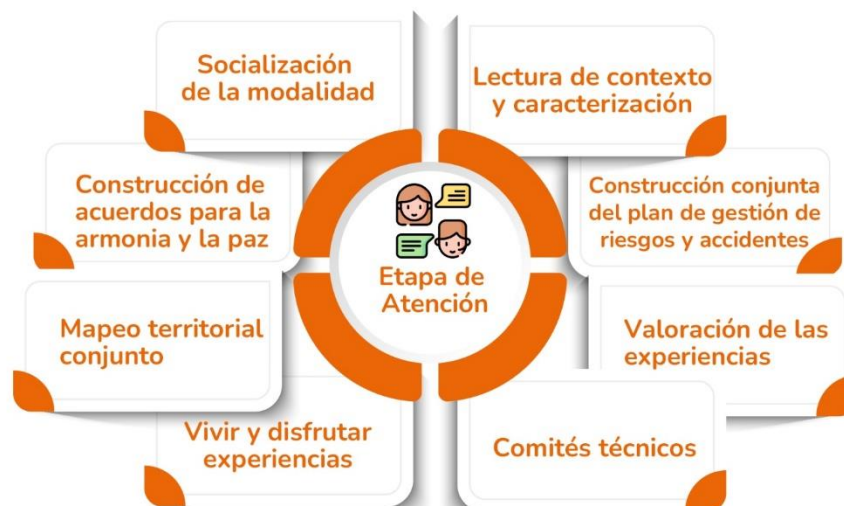 Socialización
de la modalidad
Lectura de contexto
y caracterización
Construcción de
acuerdos para la
armonia y la paz
Construcción conjunta
del plan de gestión de
riesgos y accidentes
Etapa de
Atención
Mapeo territorial
conjunto
Valoración de las
experiencias
Vivir y disfrutar
experiencias
Comités técnicos